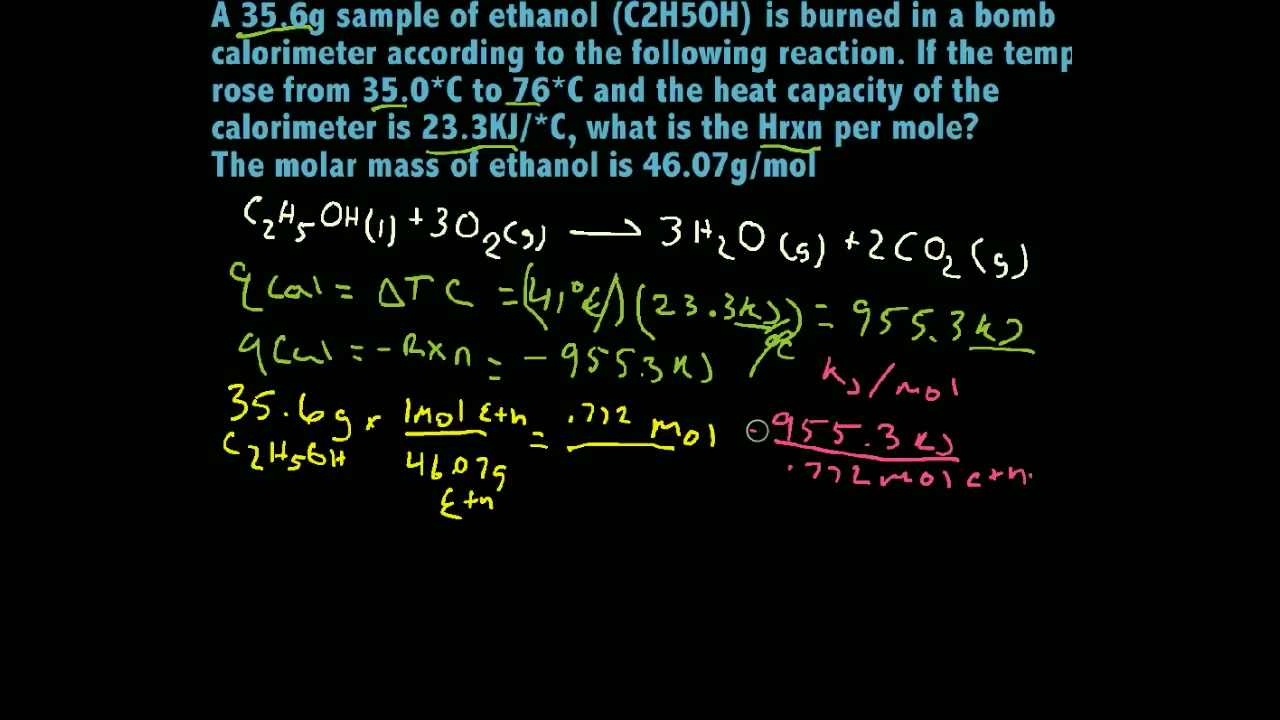 A 35.6g sample of ethanol (C2H5OH) is burned in a bomb
calorimeter according to the following reaction. If the temp
rose from 35.0*C to 76*C and the heat capacity of the
calorimeter is 23.3KJ/*C, what is the Hrxn per mole?
The molar mass of ethanol is 46.07g/mol
C₂H₅OH(l) + 3O₂(g) → 3H₂O(g) + 2CO₂(g)
qcal = ΔTC = (41°C)(23.3kJ/°C) = 955.3kJ
qcal = -Rxn = -955.3kJ
kJ/mol
35.6g × 1mol Etn = .772 mol
C₂H₅OH 46.07g
Etn
-955.3kJ
.772mol etn.